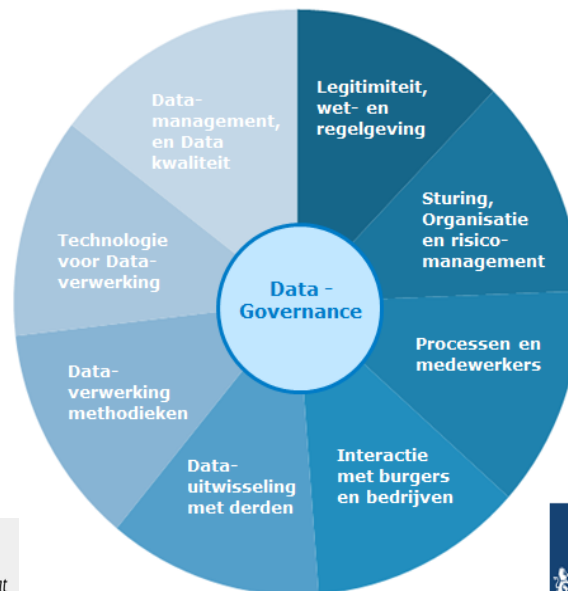 Legitimiteit,
wet- en
regelgeving
Sturing,
Organisatie
en risico-
management
Processen en
medewerkers
Interactie
met burgers
en bedrijven
Data-
uitwisseling
met derden
Data-
verwerking
methodieken
Technologie
voor Data-
verwerking
Data-
management,
en Data
kwaliteit
Data -
Governance